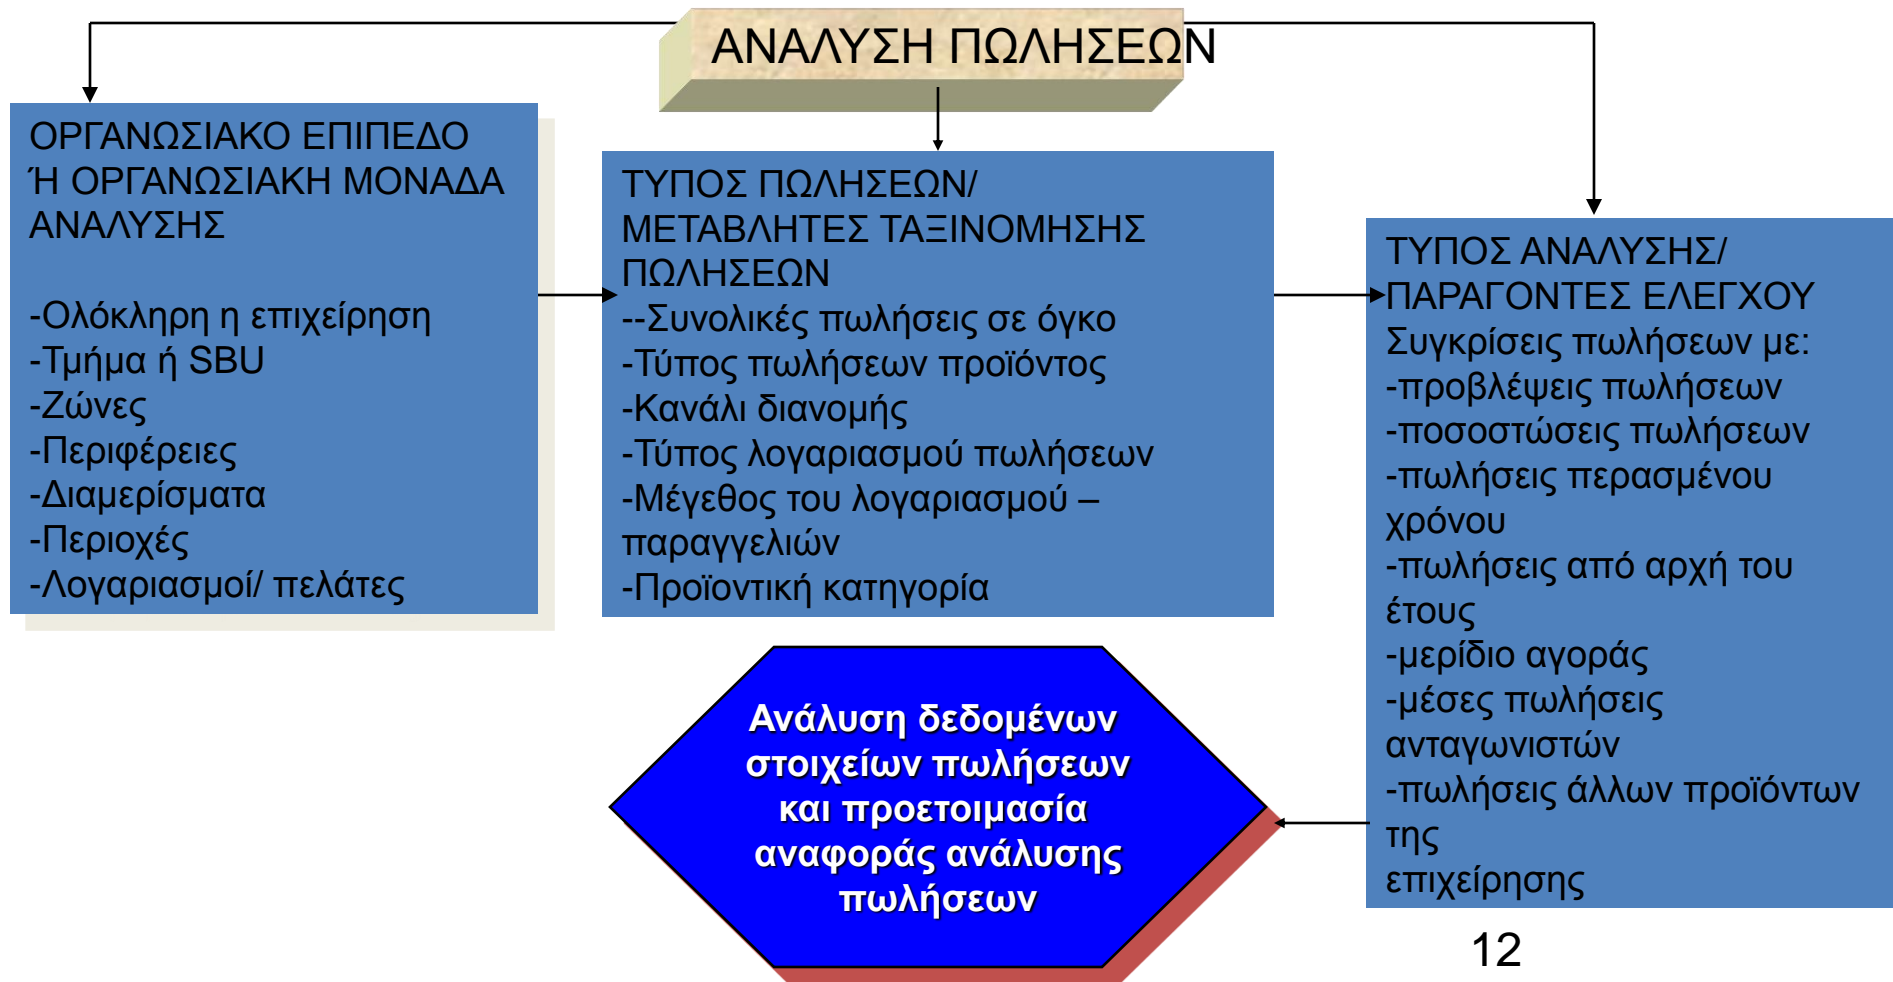 ΑΝΑΛΥΣΗ ΠΩΛΗΣΕΩΝ
ΟΡΓΑΝΩΣΙΑΚΟ ΕΠΙΠΕΔΟ
Ή ΟΡΓΑΝΩΣΙΑΚΗ ΜΟΝΑΔΑ
ΑΝΑΛΥΣΗΣ
-Ολόκληρη η επιχείρηση
-Τμήμα ή SBU
-Ζώνες
-Περιφέρειες
-Διαμερίσματα
-Περιοχές
-Λογαριασμοί/ πελάτες
ΤΥΠΟΣ ΠΩΛΗΣΕΩΝ/
ΜΕΤΑΒΛΗΤΕΣ ΤΑΞΙΝΟΜΗΣΗΣ
ΠΩΛΗΣΕΩΝ
--Συνολικές πωλήσεις σε όγκο
-Τύπος πωλήσεων προϊόντος
-Κανάλι διανομής
-Τύπος λογαριασμού πωλήσεων
-Μέγεθος του λογαριασμού –
παραγγελιών
-Προϊοντική κατηγορία
ΤΥΠΟΣ ΑΝΑΛΥΣΗΣ/
ΠΑΡΑΓΟΝΤΕΣ ΕΛΕΓΧΟΥ
Συγκρίσεις πωλήσεων με:
-προβλέψεις πωλήσεων
-ποσοστώσεις πωλήσεων
-πωλήσεις περασμένου
χρόνου
-πωλήσεις από αρχή του
έτους
-μερίδιο αγοράς
-μέσες πωλήσεις
ανταγωνιστών
-πωλήσεις άλλων προϊόντων
της
επιχείρησης
Ανάλυση δεδομένων
στοιχείων πωλήσεων
και προετοιμασία
αναφοράς ανάλυσης
πωλήσεων
12